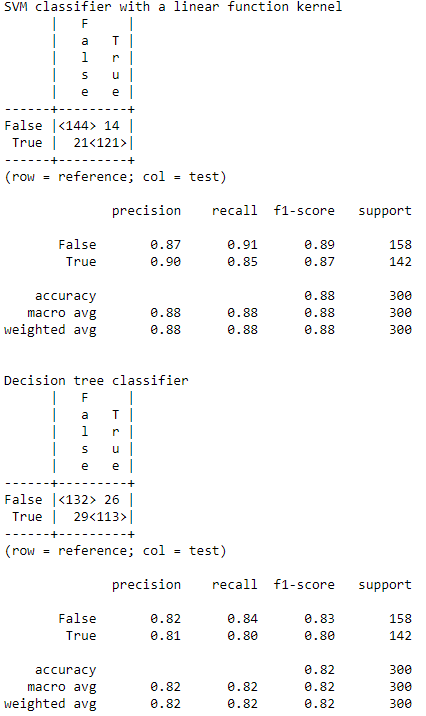 SVM classifier with a linear function kernel
      |   F     |
      |   a   T |
      |   l   r |
      |   s   u |
      |   e   e |
------+---------+
False |<144> 14 |
 True |  21<121>|
------+---------+
(row = reference; col = test)
              precision    recall  f1-score   support
       False       0.87      0.91      0.89       158
        True       0.90      0.85      0.87       142
    accuracy                           0.88       300
   macro avg       0.88      0.88      0.88       300
weighted avg       0.88      0.88      0.88       300
Decision tree classifier
      |   F     |
      |   a   T |
      |   l   r |
      |   s   u |
      |   e   e |
------+---------+
False |<132> 26 |
 True |  29<113>|
------+---------+
(row = reference; col = test)
              precision    recall  f1-score   support
       False       0.82      0.84      0.83       158
        True       0.81      0.80      0.80       142
    accuracy                           0.82       300
   macro avg       0.82      0.82      0.82       300
weighted avg       0.82      0.82      0.82       300